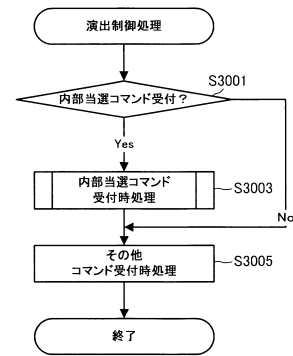 演出制御処理
S3001
内部当選コマンド受付？
Yes
内部当選コマンド
受付時処理
S3003
No
その他
コマンド受付時処理
S3005
終了